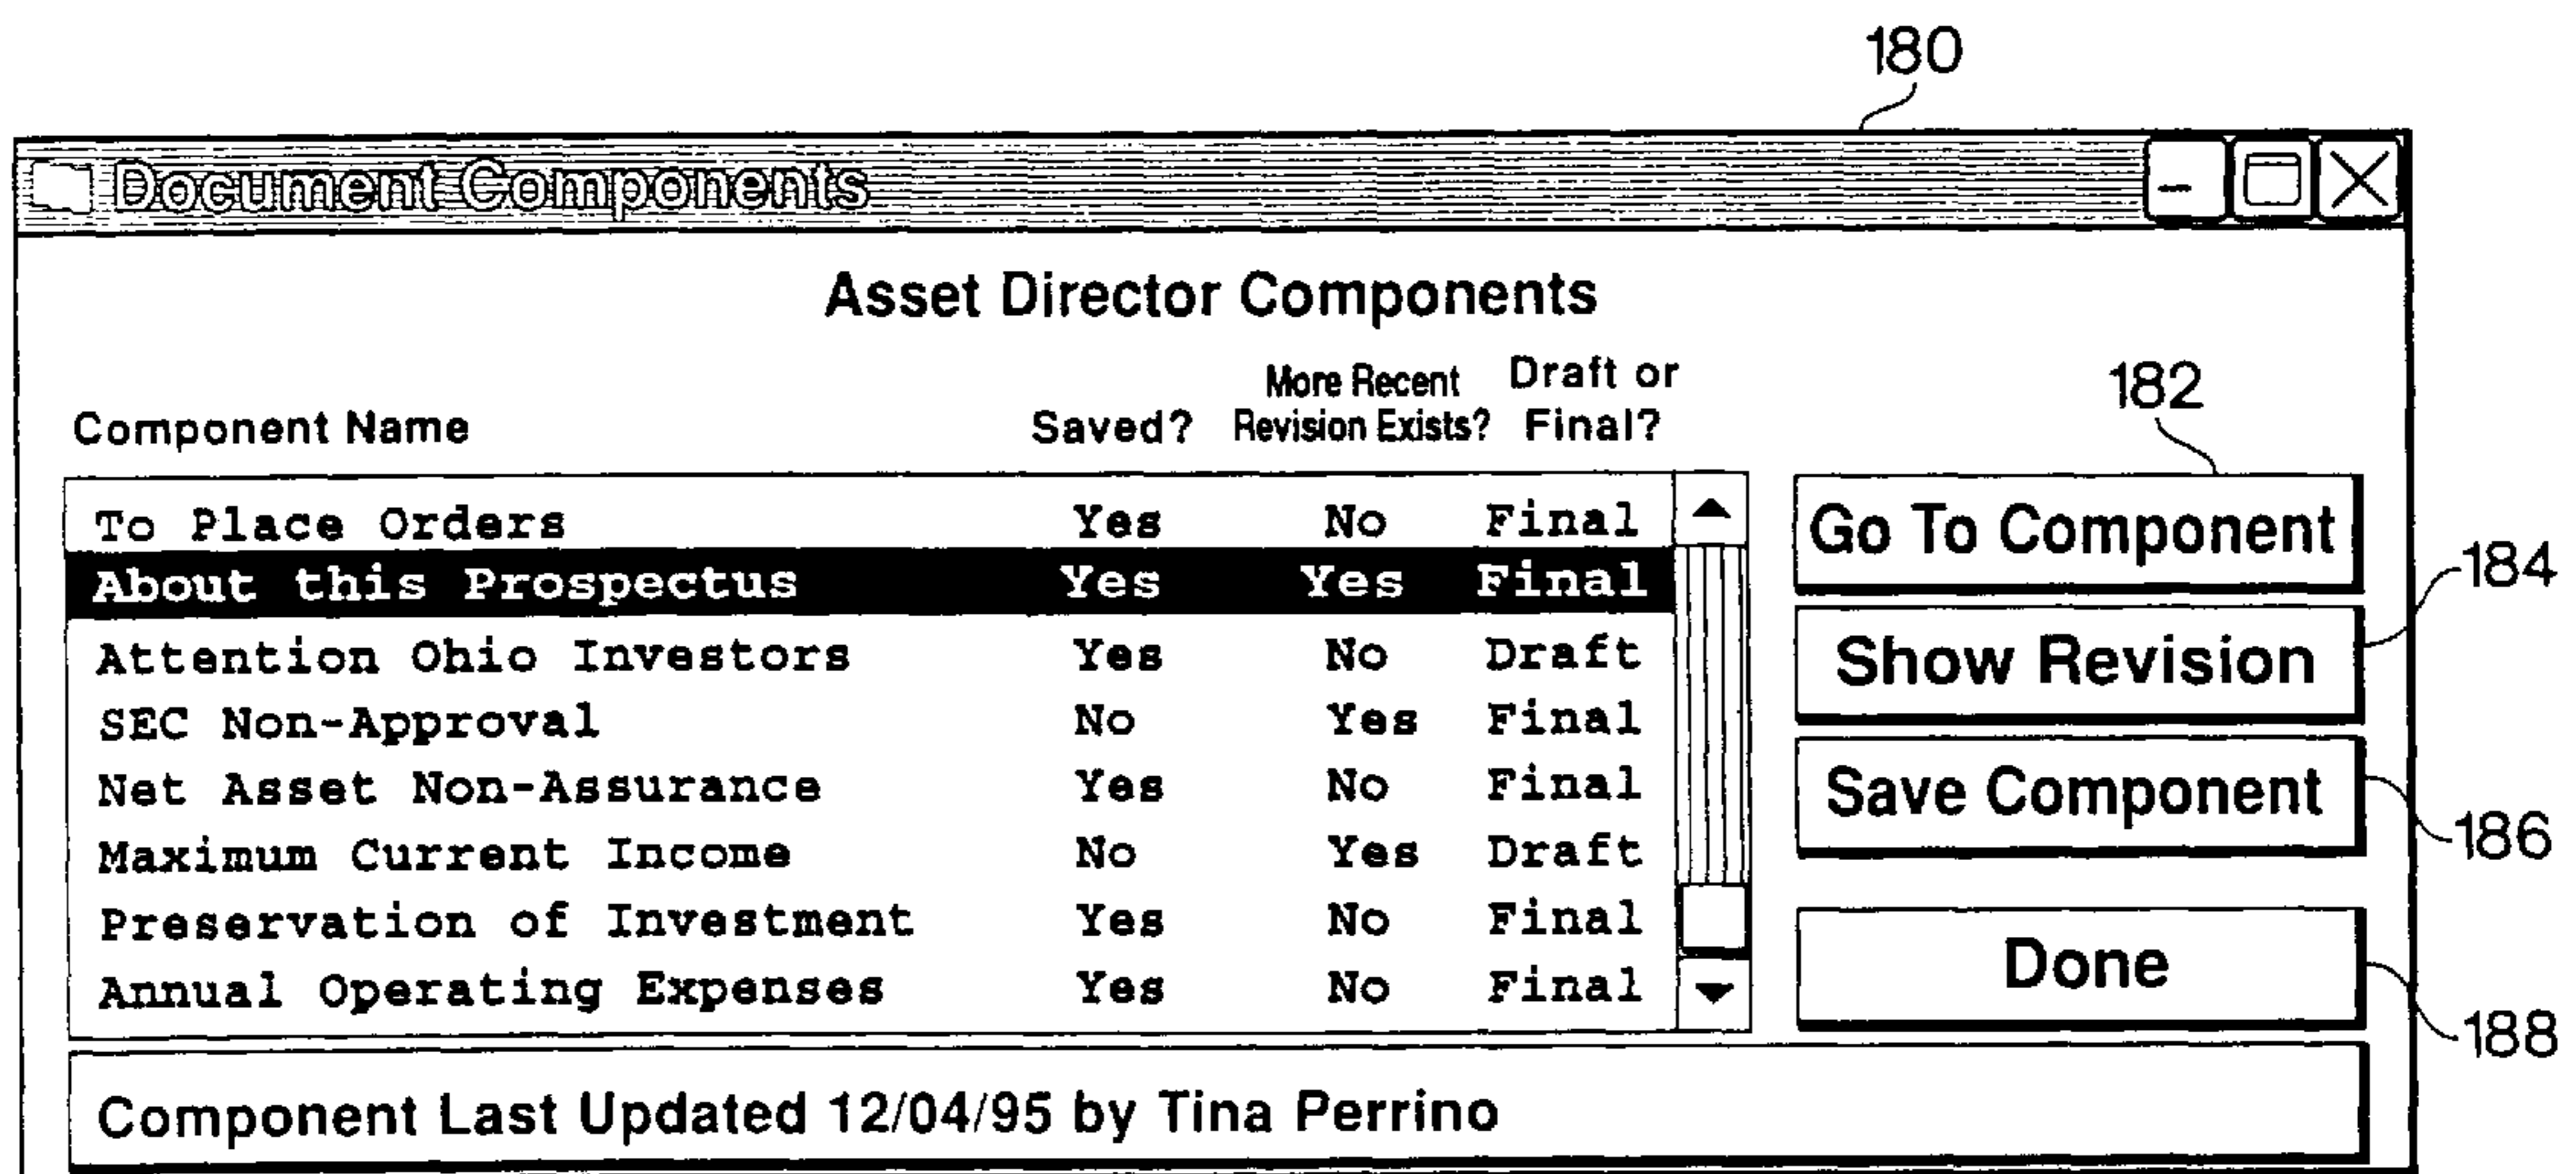 180
Document Components
Asset Director Components
Component Name Saved? More Recent Revision Exists? Draft or Final?
182
To Place Orders Yes No Final
About this Prospectus Yes Yes Final
Attention Ohio Investors Yes No Draft
SEC Non-Approval No Yes Final
Net Asset Non-Assurance Yes No Final
Maximum Current Income No Yes Draft
Preservation of Investment Yes No Final
Annual Operating Expenses Yes No Final
Go To Component
184
Show Revision
Save Component
186
Done
188
Component Last Updated 12/04/95 by Tina Perrino